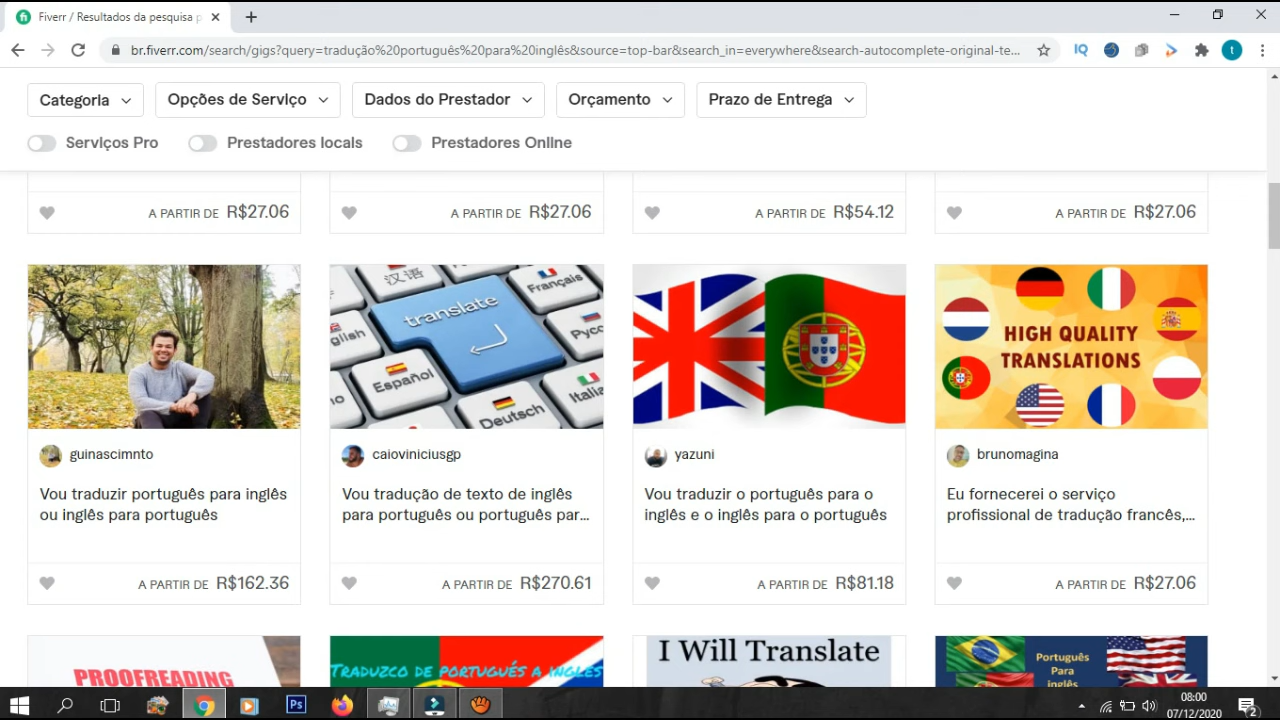 Fiverr / Resultados da pesquisa p
br.fiverr.com/search/gigs?query=tradução%20português%20para%20inglês&source=top-bar&search_in=everywhere&search-autocomplete-original-te...
IQ
t
Categoria
Opções de Serviço
Dados do Prestador
Orçamento
Prazo de Entrega
Serviços Pro
Prestadores locais
Prestadores Online
A PARTIR DE R$27.06
A PARTIR DE R$27.06
A PARTIR DE R$54.12
A PARTIR DE R$27.06
汉语
Français
translate
glish
Русс
Español
Italia
Deutsch
HIGH QUALITY
TRANSLATIONS
guinascimnto
caioviniciusgp
yazuni
brunomagina
Vou traduzir português para inglês
ou inglês para português
Vou tradução de texto de inglês
para português ou português par...
Vou traduzir o português para o
inglês e o inglês para o português
Eu fornecerei o serviço
profissional de tradução francês,...
A PARTIR DE R$162.36
A PARTIR DE R$270.61
A PARTIR DE R$81.18
A PARTIR DE R$27.06
PROOFREADING
TRADUZCO DE PORTUGUÉS A INGLÉS
I Will Translate
Português
Para
inglês
Ps
08:00
07/12/2020
2